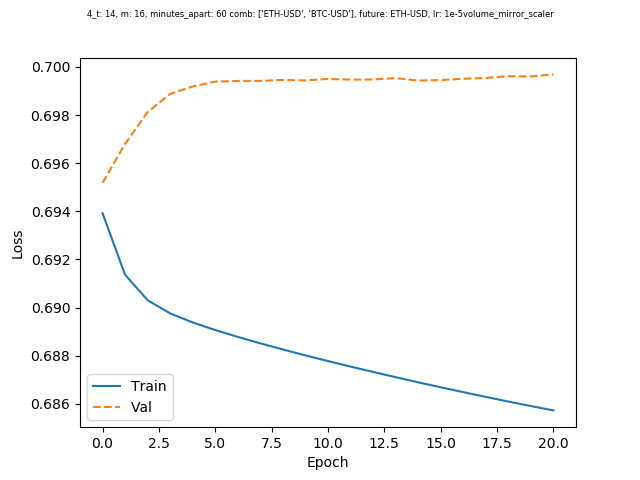 4_t: 14, m: 16, minutes_apart: 60 comb: ['ETH-USD', 'BTC-USD'], future: ETH-USD, lr: 1e-5volume_mirror_scaler
0.700
0.698
0.696
0.694
0.692
0.690
0.688
0.686
Loss
Train
Val
0.0 2.5 5.0 7.5 10.0 12.5 15.0 17.5 20.0
Epoch